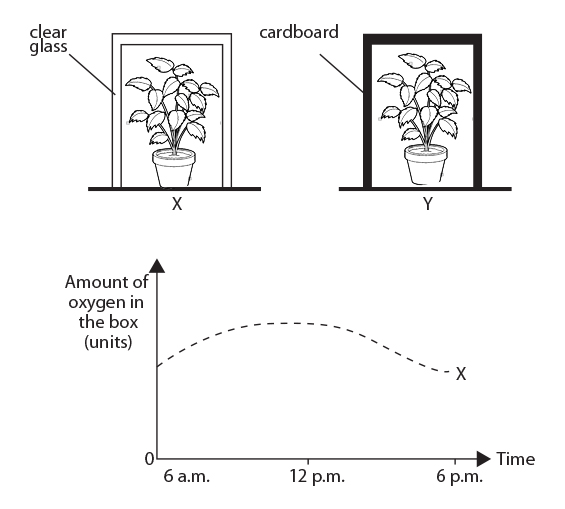 clear
glass
cardboard
X
Y
Amount of
oxygen in
the box
(units)
X
0
Time
6 a.m.
12 p.m.
6 p.m.